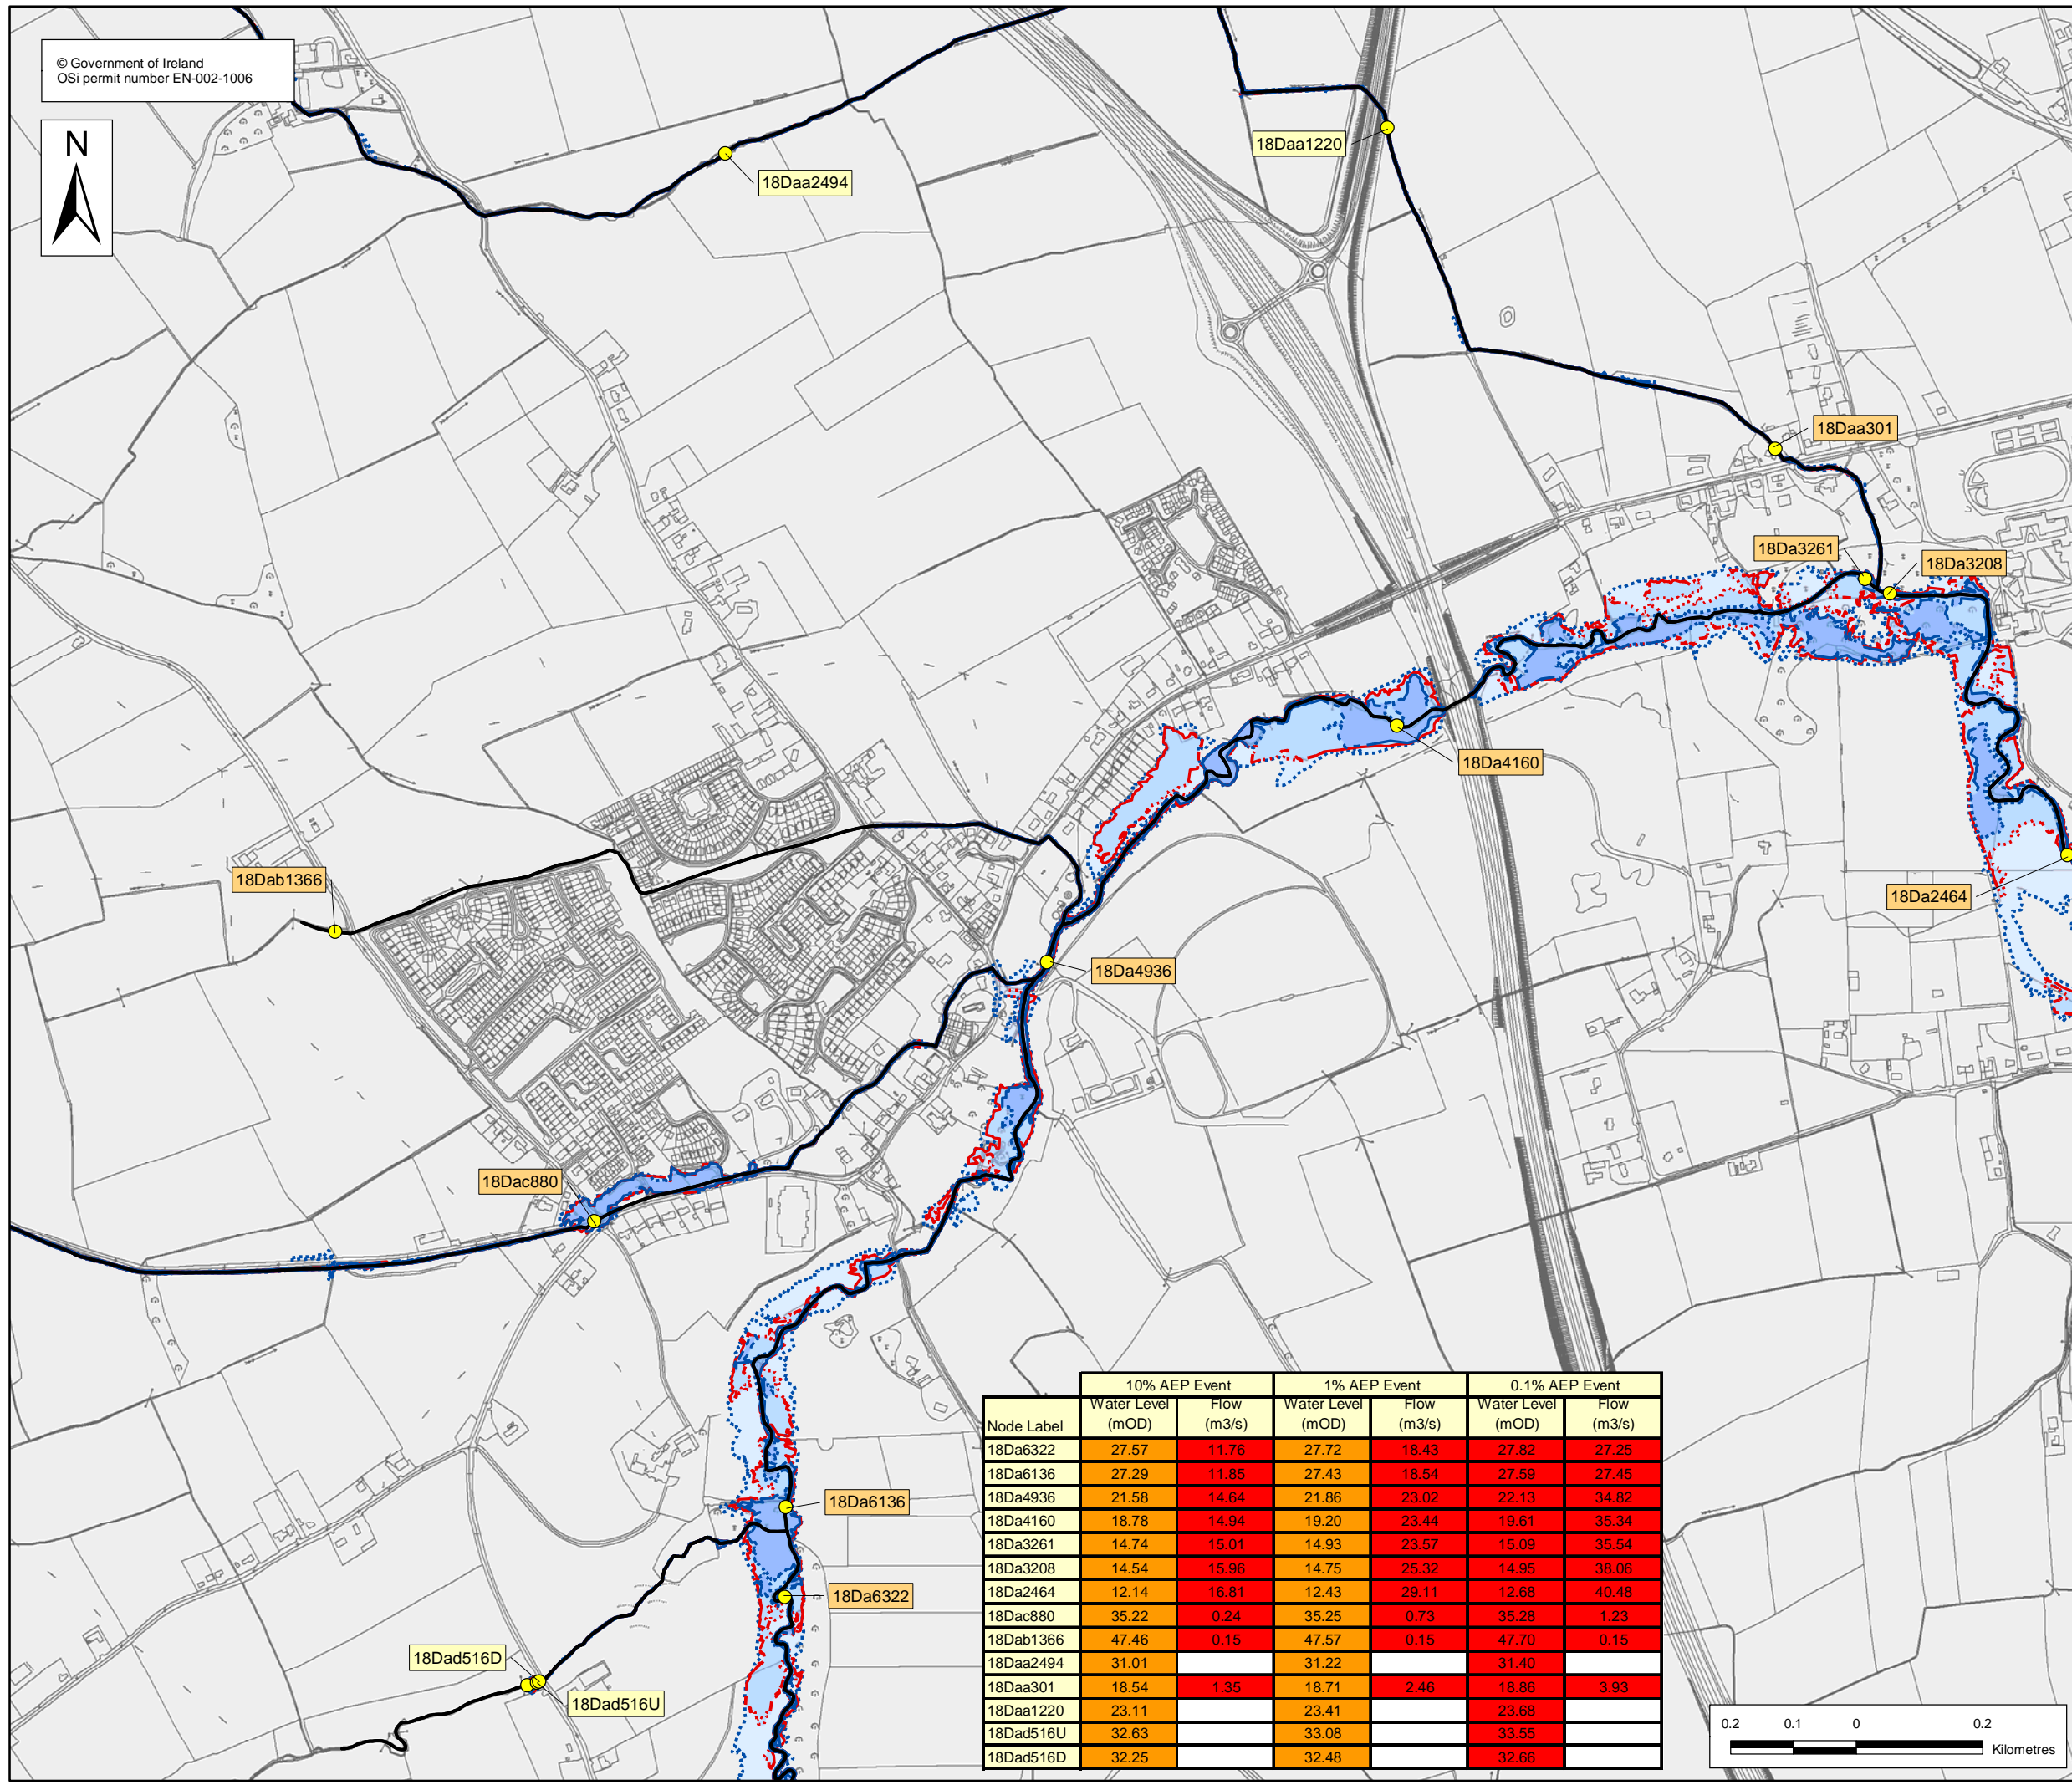 © Government of Ireland
OSi permit number EN-002-1006
N
18Daa2494
18Daa1220
18Daa301
18Da3261
18Da3208
18Da4160
18Dab1366
18Da2464
18Da4936
18Dac880
18Da6136
18Da6322
18Dad516D
18Dad516U
10% AEP Event 1% AEP Event 0.1% AEP Event
Node Label Water Level (mOD) Flow (m3/s) Water Level (mOD) Flow (m3/s) Water Level (mOD) Flow (m3/s)
18Da6322 27.57 11.76 27.72 18.43 27.82 27.25
18Da6136 27.29 11.85 27.43 18.54 27.59 27.45
18Da4936 21.58 14.64 21.86 23.02 22.13 34.82
18Da4160 18.78 14.94 19.20 23.44 19.61 35.34
18Da3261 14.74 15.01 14.93 23.57 15.09 35.54
18Da3208 14.54 15.96 14.75 25.32 14.95 38.06
18Da2464 12.14 16.81 12.43 29.11 12.68 40.48
18Dac880 35.22 0.24 35.25 0.73 35.28 1.23
18Dab1366 47.46 0.15 47.57 0.15 47.70 0.15
18Daa2494 31.01 31.22 31.40
18Daa301 18.54 1.35 18.71 2.46 18.86 3.93
18Daa1220 23.11 23.41 23.68
18Dad516U 32.63 33.08 33.55
18Dad516D 32.25 32.48 32.66
0.2 0.1 0 0.2
Kilometres